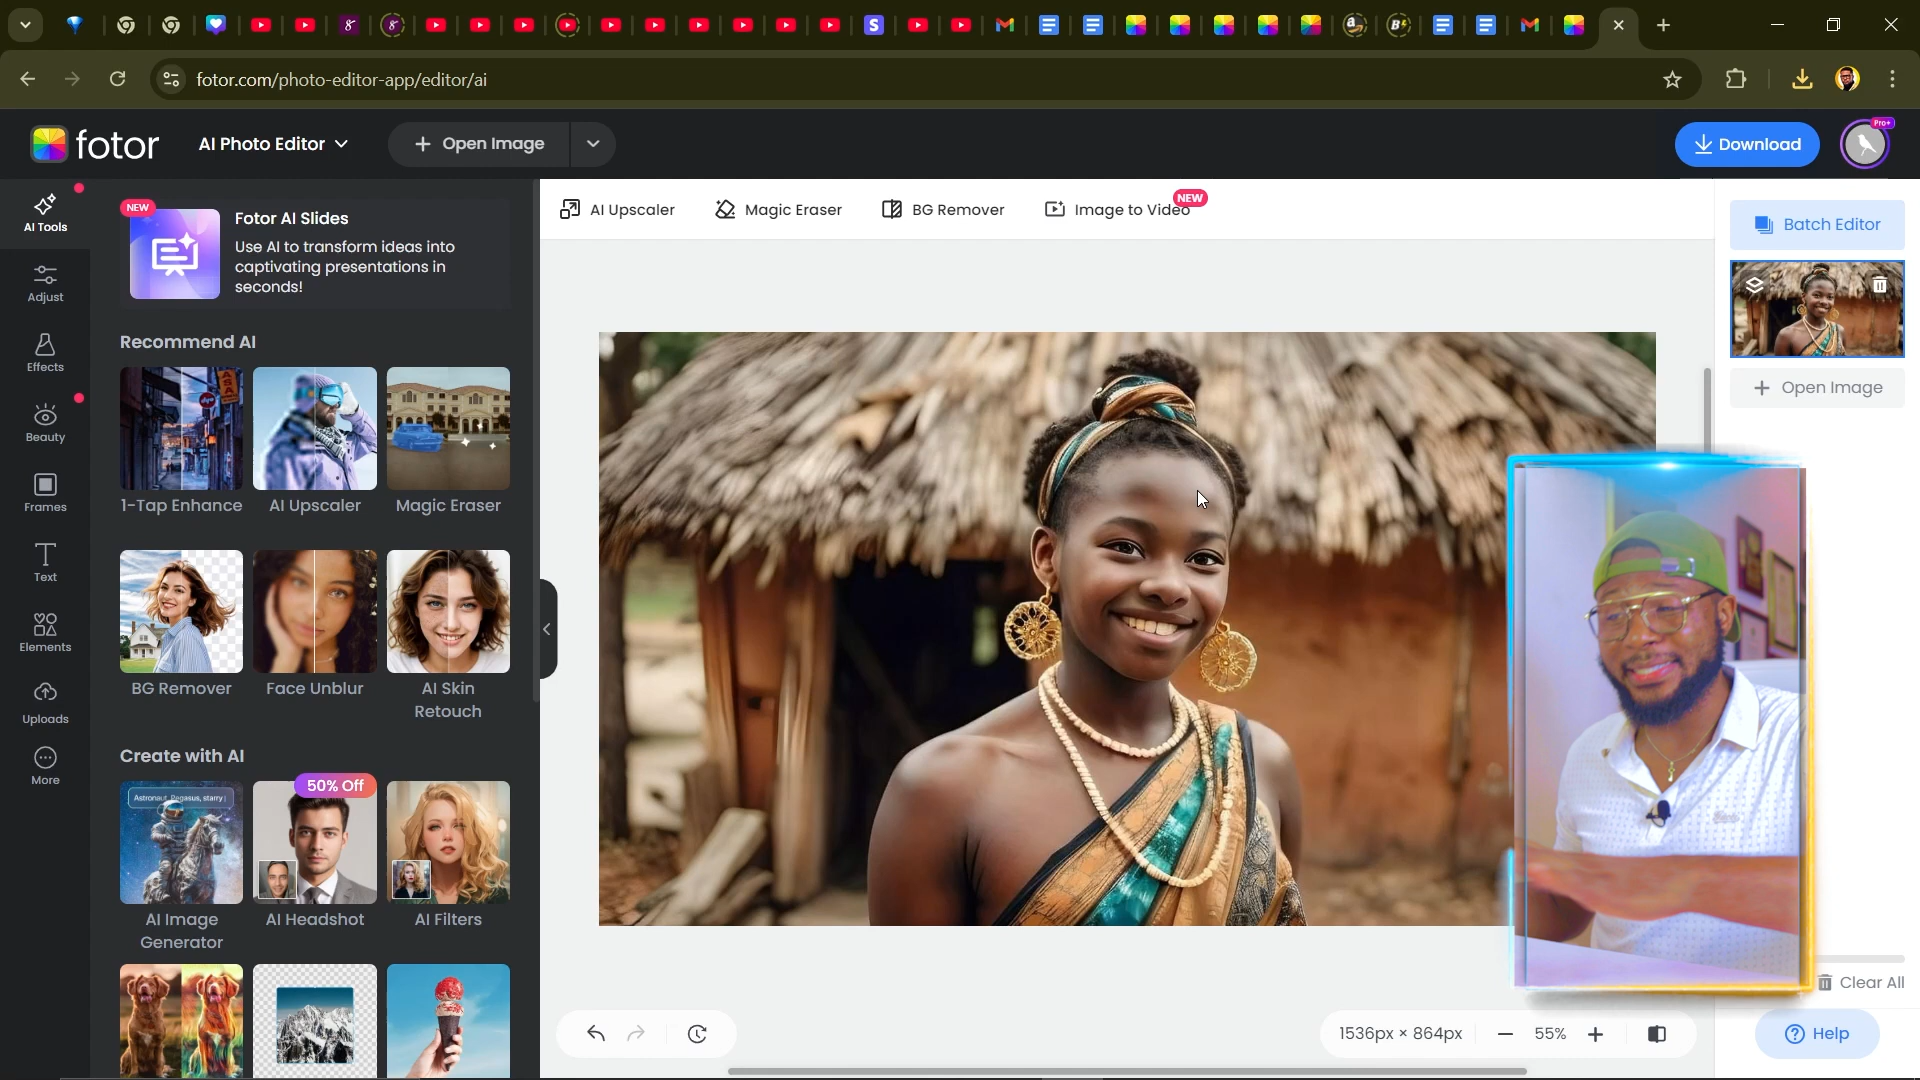 fotor.com/photo-editor-app/editor/ai
fotor
AI Photo Editor
Open Image
Download
Pro+
AI Tools
Adjust
Effects
Beauty
Frames
Text
Elements
Uploads
More
NEW
Fotor AI Slides
Use AI to transform ideas into
captivating presentations in
seconds!
Recommend AI
1-Tap Enhance
AI Upscaler
Magic Eraser
BG Remover
Face Unblur
AI Skin
Retouch
Create with AI
Astronaut, Pegasus, starry
50% Off
AI Image
Generator
AI Headshot
AI Filters
AI Upscaler
Magic Eraser
BG Remover
Image to Video
NEW
Batch Editor
Open Image
Clear All
1536px × 864px
55%
Help